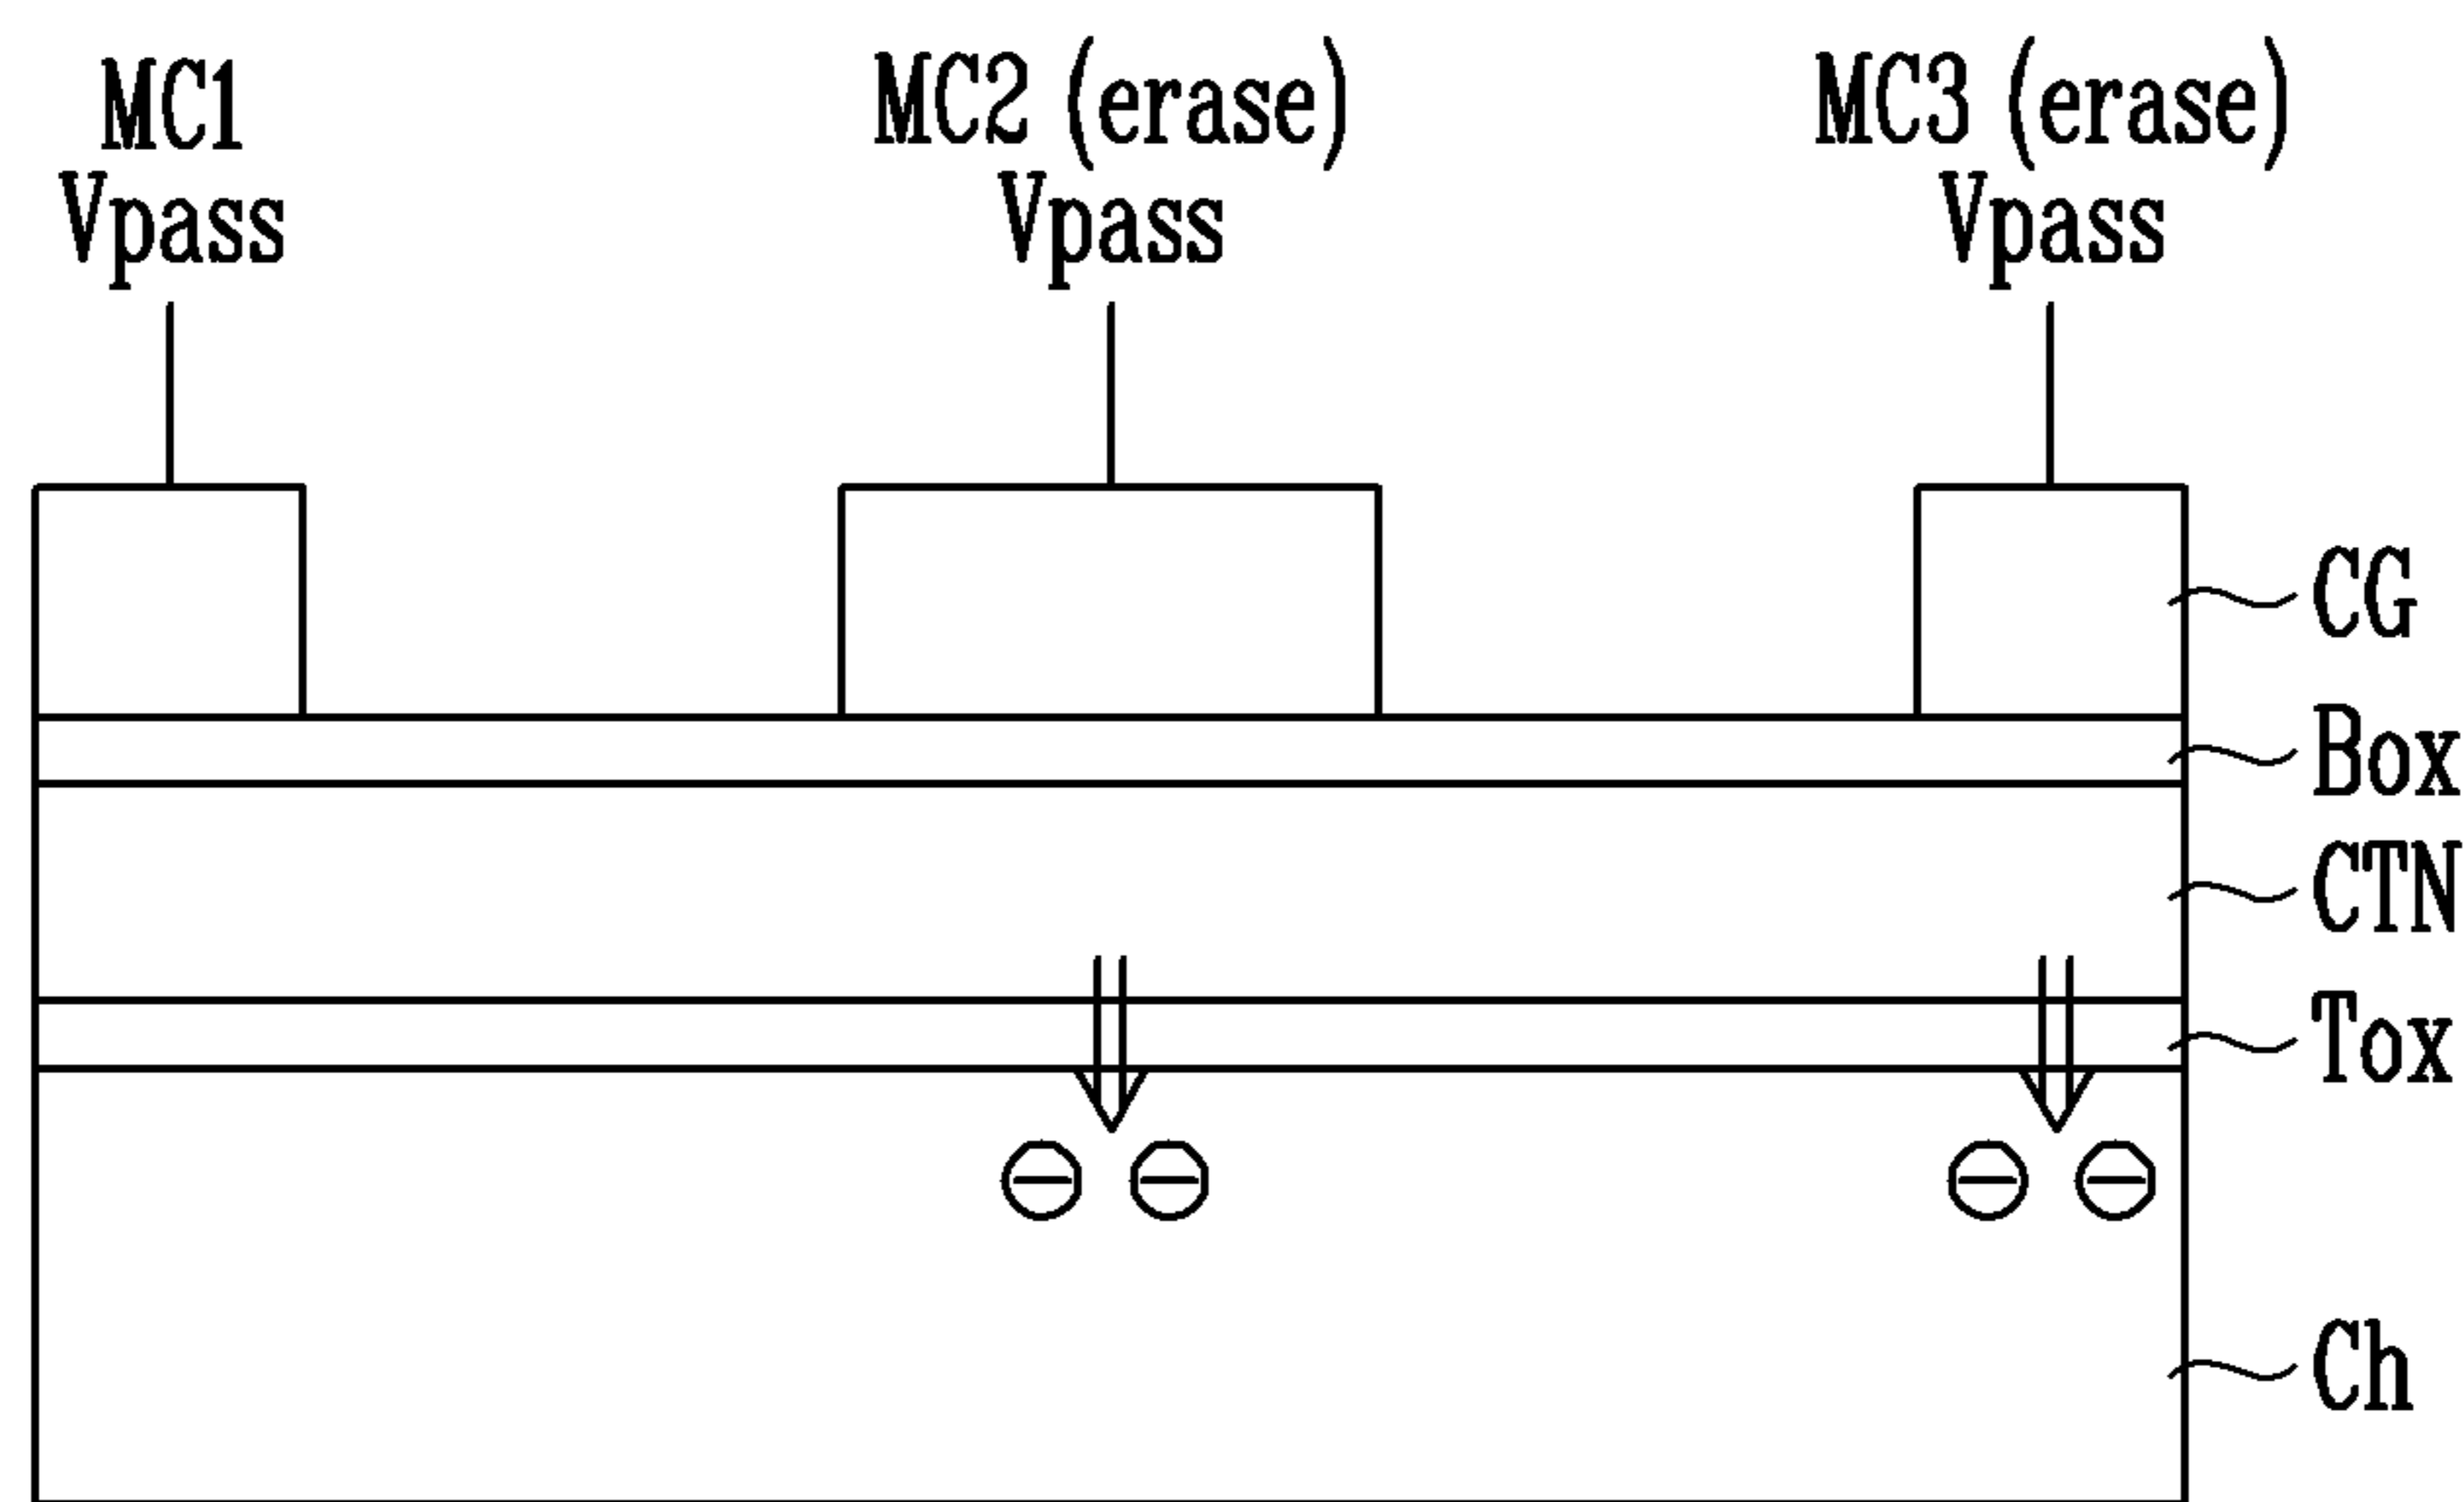 MC1
Vpass
MC2 (erase)
Vpass
MC3 (erase)
Vpass
CG
Box
CTN
Tox
Ch